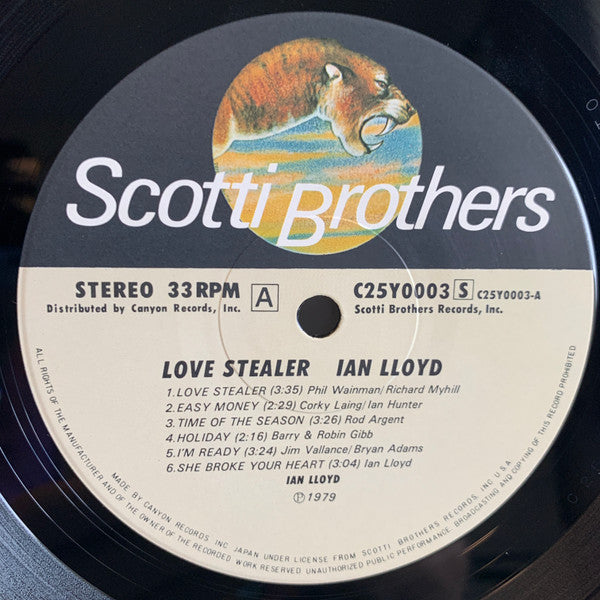 Scotti Brothers
STEREO 33RPM A
Distributed by Canyon Records, Inc.
C25Y0003 S C25Y0003-A
Scotti Brothers Records, Inc.
LOVE STEALER IAN LLOYD
1.LOVE STEALER (3:35) Phil Wainman/Richard Myhill
2.EASY MONEY (2:29) Corky Laing/Ian Hunter
3.TIME OF THE SEASON (3:26) Rod Argent
4.HOLIDAY (2:16) Barry & Robin Gibb
5.I'M READY (3:24) Jim Vallance/Bryan Adams
6.SHE BROKE YOUR HEART (3:04) Ian Lloyd
IAN LLOYD
Ⓟ1979
ALL RIGHTS OF THE MANUFACTURER AND OF THE OWNER OF THE RECORDED WORK RESERVED. UNAUTHORIZED PUBLIC PERFORMANCE. BROADCASTING AND COPYING OF THIS RECORD PROHIBITED
MADE BY CANYON RECORDS INC JAPAN UNDER LICENSE FROM SCOTTI BROTHERS RECORDS, INC U.S.A